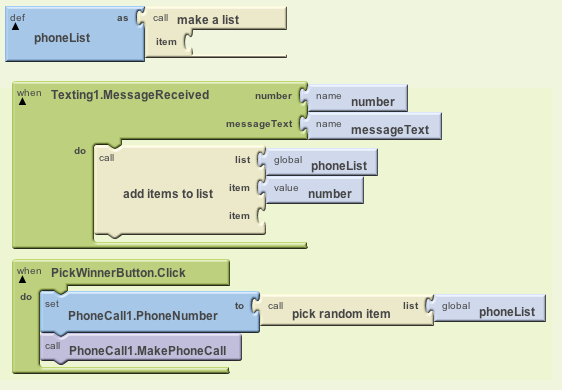 def as call make a list
phoneList item
when Texting1.MessageReceived number name number
messageText name messageText
do call list global phoneList
add items to list item value number
item
when PickWinnerButton.Click
do set PhoneCall1.PhoneNumber to call pick random item list global phoneList
call PhoneCall1.MakePhoneCall